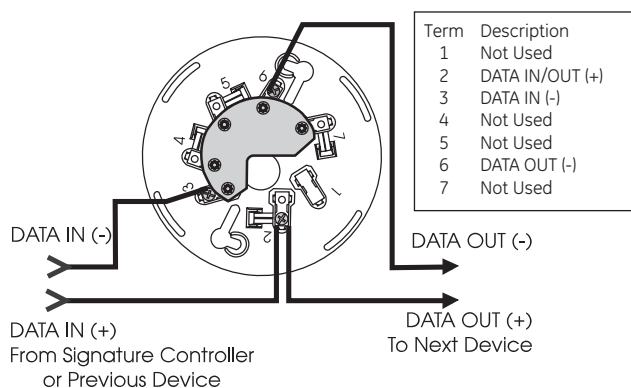 Term Description
1 Not Used
2 DATA IN/OUT (+)
3 DATA IN (-)
4 Not Used
5 Not Used
6 DATA OUT (-)
7 Not Used
6
5
7
4
3
1
2
DATA IN (-)
DATA OUT (-)
DATA IN (+)
From Signature Controller
or Previous Device
DATA OUT (+)
To Next Device